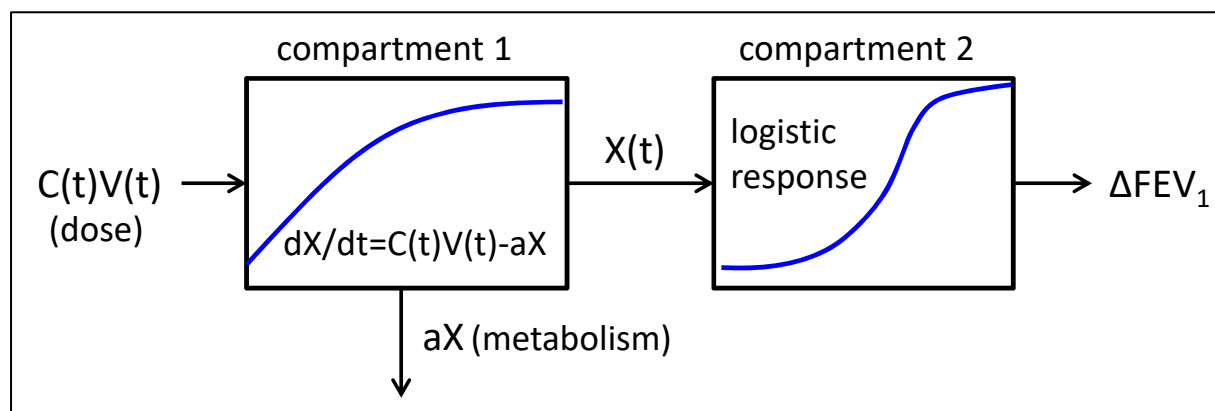 compartment 1
compartment 2
C(t)V(t)
(dose)
dX/dt=C(t)V(t)-aX
X(t)
logistic
response
ΔFEV₁
aX (metabolism)